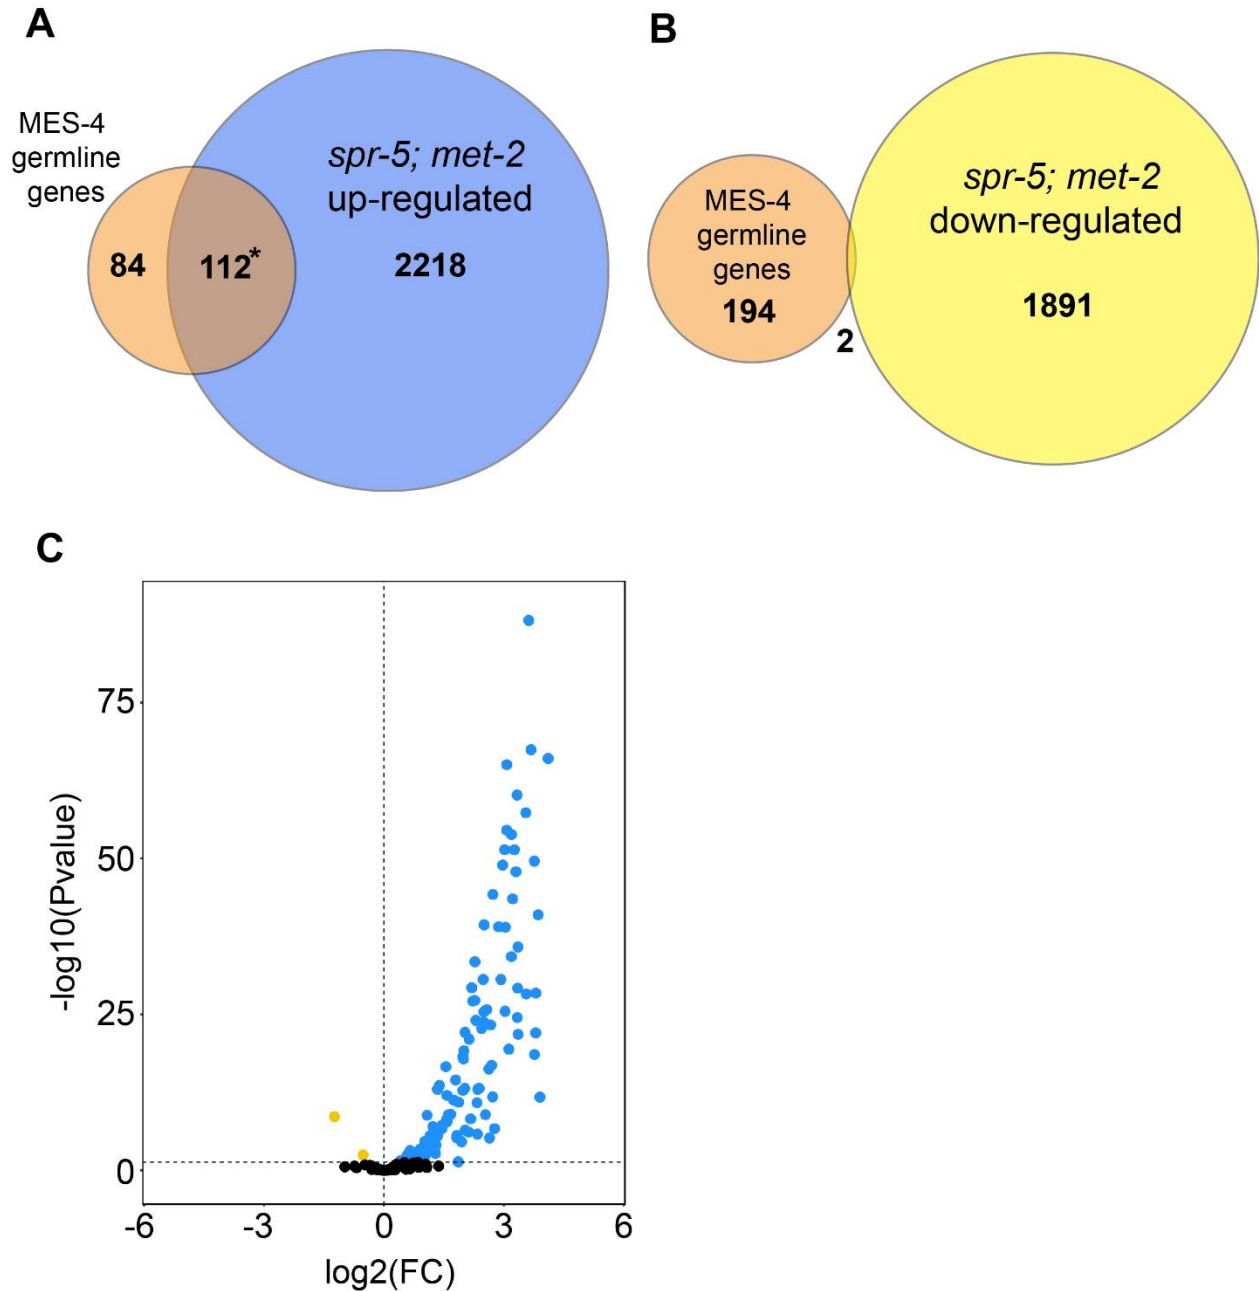 A
MES-4
germline
genes
spr-5; met-2
up-regulated
84
112*
2218
B
MES-4
germline
genes
194
2
spr-5; met-2
down-regulated
1891
C
-log10(Pvalue)
75
50
25
0
-6
-3
0
3
6
log2(FC)